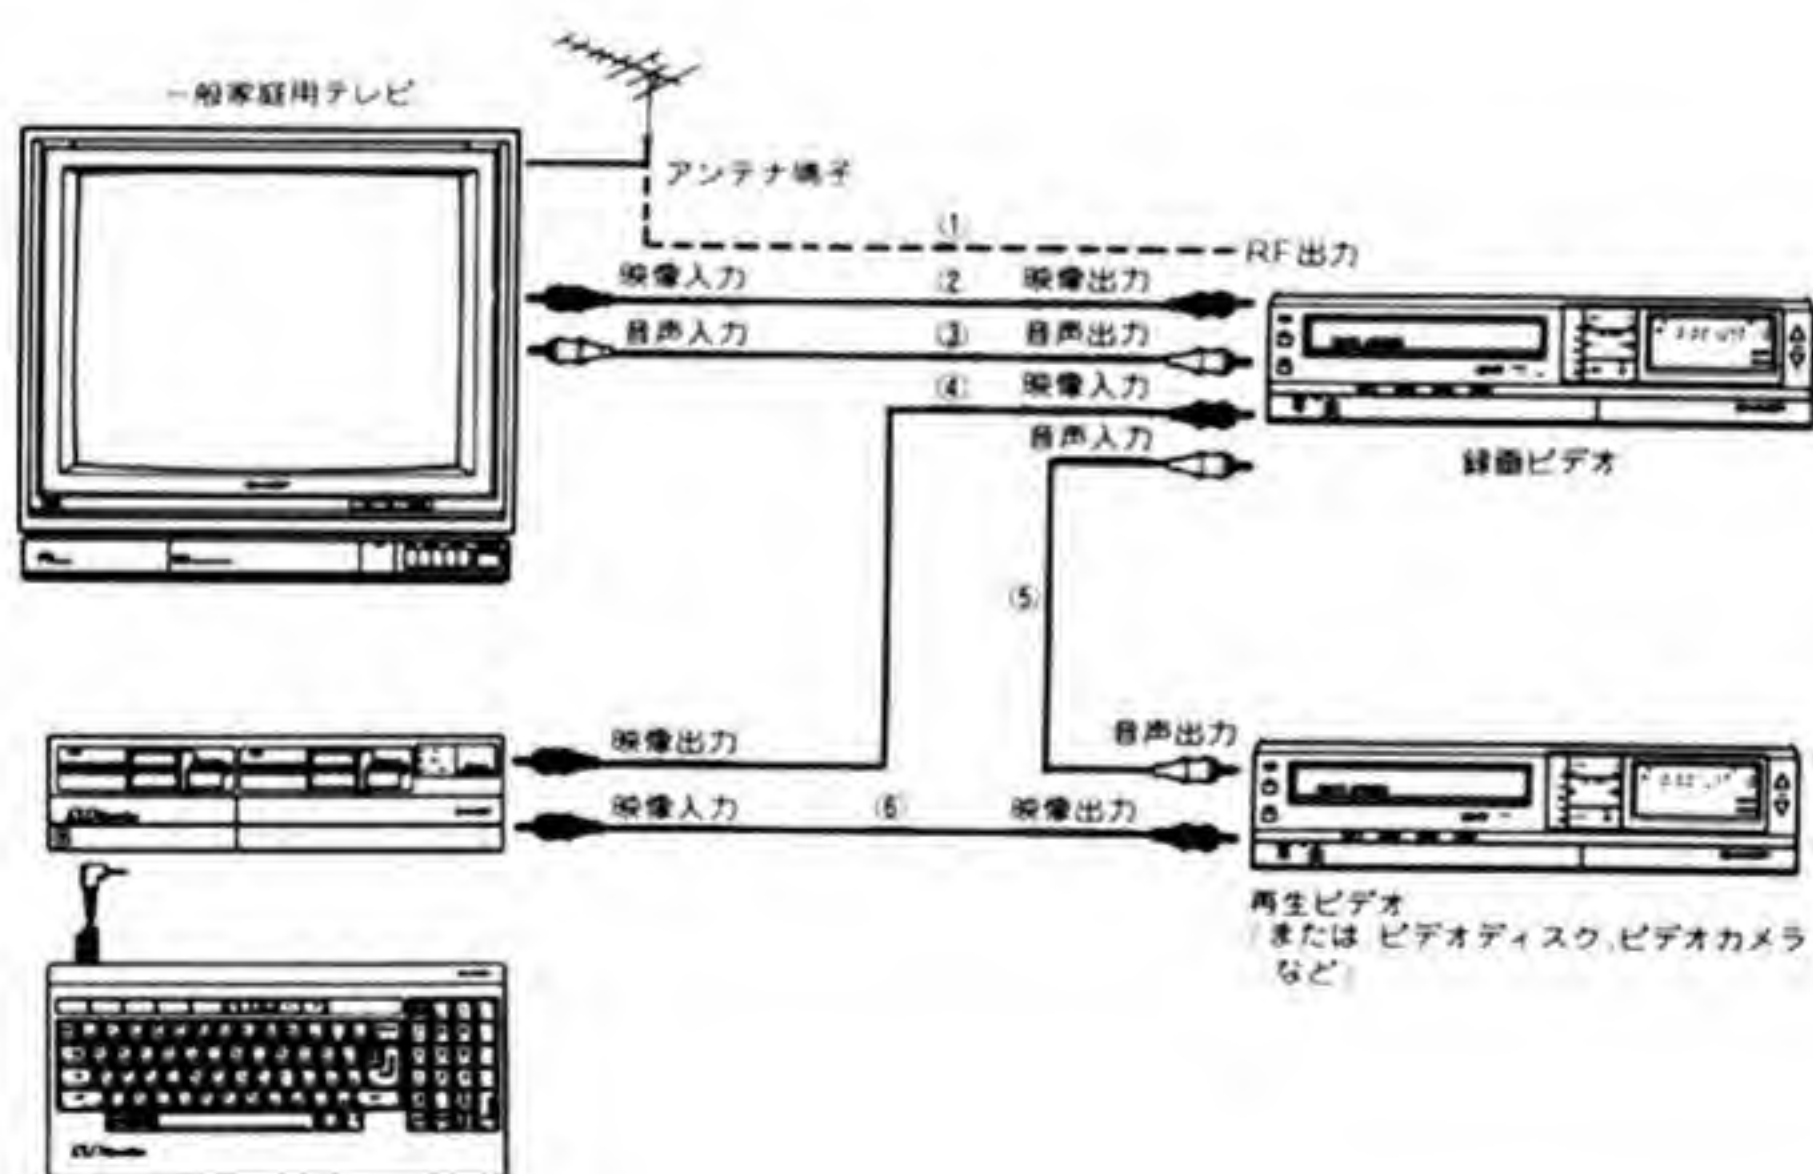 一般家庭用テレビ
アンテナ端子
(1)
RF出力
映像入力 (2) 映像出力
音声入力 (3) 音声出力
(4) 映像入力
音声入力
録画ビデオ
(5)
映像出力
音声出力
映像入力 (6) 映像出力
再生ビデオ
(または ビデオディスク,ビデオカメラ
など)